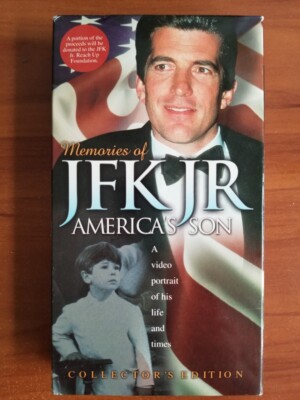 A portion of the
proceeds will be
donated to the JFK
Jr. Reach Up
Foundation.
Memories of
JFK JR
AMERICA'S SON
A
video
portrait
of his
life
and
times
COLLECTOR'S EDITION